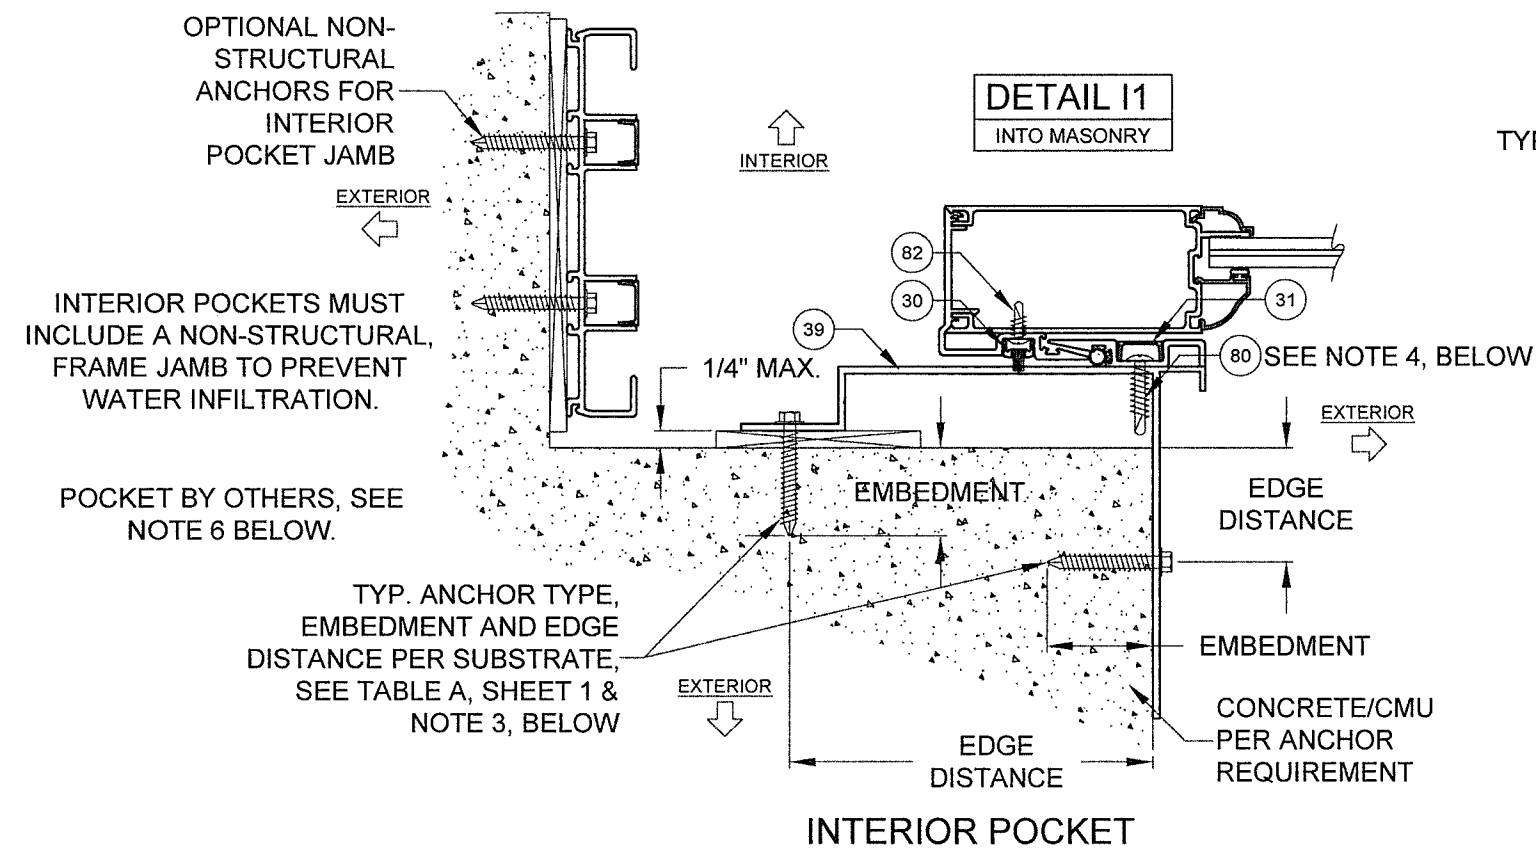 OPTIONAL NON-
STRUCTURAL
ANCHORS FOR
INTERIOR
POCKET JAMB
EXTERIOR
INTERIOR
DETAIL I1
INTO MASONRY
TYP
82
30
31
39
80
SEE NOTE 4, BELOW
INTERIOR POCKETS MUST
INCLUDE A NON-STRUCTURAL,
FRAME JAMB TO PREVENT
WATER INFILTRATION.
1/4" MAX.
EXTERIOR
POCKET BY OTHERS, SEE
NOTE 6 BELOW.
EMBEDMENT
EDGE
DISTANCE
TYP. ANCHOR TYPE,
EMBEDMENT AND EDGE
DISTANCE PER SUBSTRATE,
SEE TABLE A, SHEET 1 &
NOTE 3, BELOW
EXTERIOR
EMBEDMENT
EDGE
DISTANCE
CONCRETE/CMU
PER ANCHOR
REQUIREMENT
INTERIOR POCKET